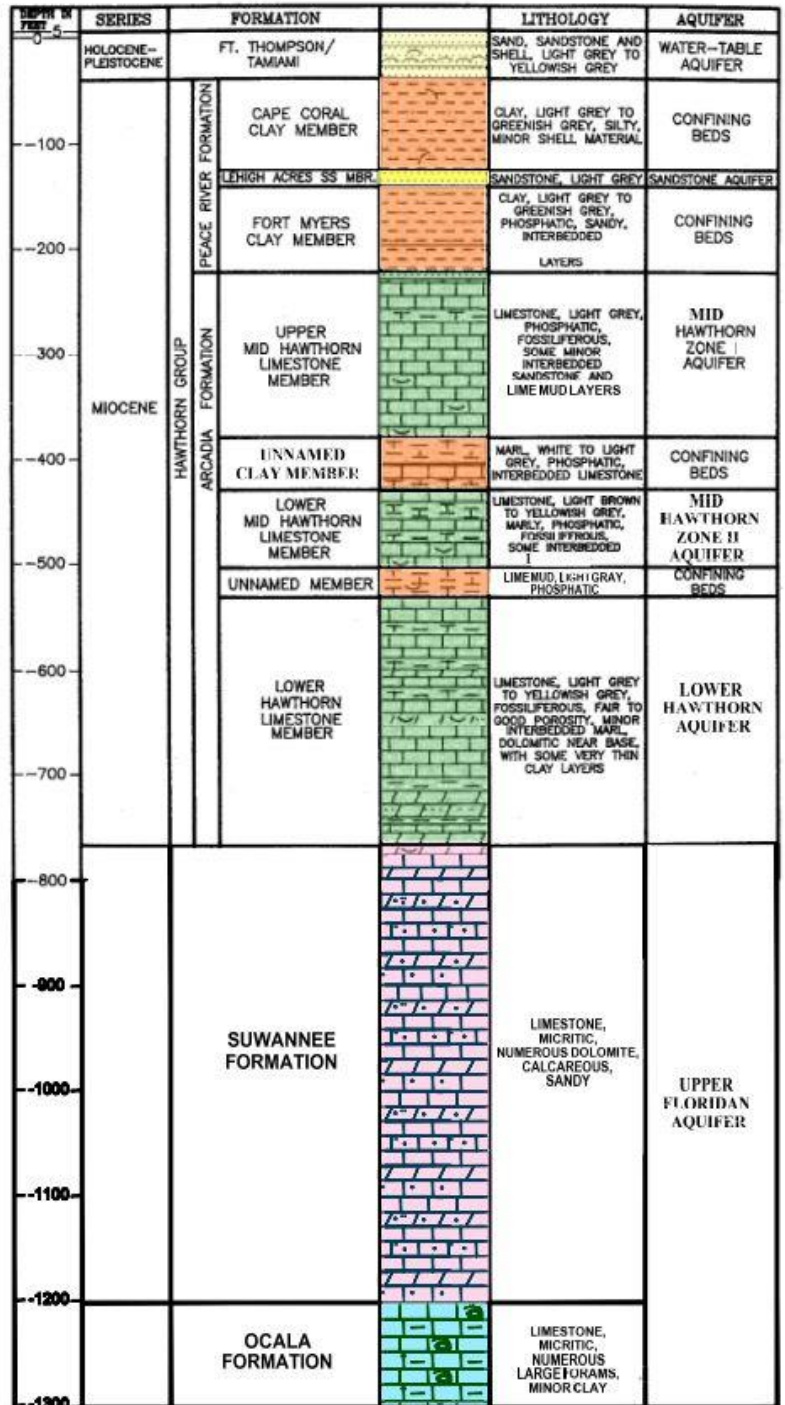 DEPTH IN FEET
SERIES
FORMATION
LITHOLOGY
AQUIFER
0 5
HOLOCENE-
PLEISTOCENE
FT. THOMPSON/
TAMIAMI
SAND, SANDSTONE AND
SHELL, LIGHT GREY TO
YELLOWISH GREY
WATER-TABLE
AQUIFER
MIOCENE
HAWTHORN GROUP
PEACE RIVER FORMATION
CAPE CORAL
CLAY MEMBER
CLAY, LIGHT GREY TO
GREENISH GREY, SILTY,
MINOR SHELL MATERIAL
CONFINING
BEDS
--100
LEHIGH ACRES SS MBR.
SANDSTONE, LIGHT GREY
SANDSTONE AQUIFER
FORT MYERS
CLAY MEMBER
CLAY, LIGHT GREY TO
GREENISH GREY,
PHOSPHATIC, SANDY,
INTERBEDDED
LAYERS
CONFINING
BEDS
--200
ARCADIA FORMATION
UPPER
MID HAWTHORN
LIMESTONE
MEMBER
LIMESTONE, LIGHT GREY,
PHOSPHATIC,
FOSSILIFEROUS,
SOME MINOR
INTERBEDDED
SANDSTONE AND
LIME MUD LAYERS
MID
HAWTHORN
ZONE I
AQUIFER
--300
UNNAMED
CLAY MEMBER
MARL, WHITE TO LIGHT
GREY, PHOSPHATIC,
INTERBEDDED LIMESTONE
CONFINING
BEDS
--400
LOWER
MID HAWTHORN
LIMESTONE
MEMBER
LIMESTONE, LIGHT BROWN
TO YELLOWISH GREY,
MARLY, PHOSPHATIC,
FOSSILIFEROUS,
SOME INTERBEDDED
MID
HAWTHORN
ZONE II
AQUIFER
--500
UNNAMED MEMBER
LIME MUD, LIGHT GRAY,
PHOSPHATIC
CONFINING
BEDS
--600
LOWER
HAWTHORN
LIMESTONE
MEMBER
LIMESTONE, LIGHT GREY
TO YELLOWISH GREY,
FOSSILIFEROUS, FAIR TO
GOOD POROSITY, MINOR
INTERBEDDED MARL,
DOLOMITIC NEAR BASE,
WITH SOME VERY THIN
CLAY LAYERS
LOWER
HAWTHORN
AQUIFER
--700
--800
--900
SUWANNEE
FORMATION
LIMESTONE,
MICRITIC,
NUMEROUS DOLOMITE,
CALCAREOUS,
SANDY
UPPER
FLORIDAN
AQUIFER
--1000
--1100
--1200
OCALA
FORMATION
LIMESTONE,
MICRITIC,
NUMEROUS
LARGE FORAMS,
MINOR CLAY
--1300